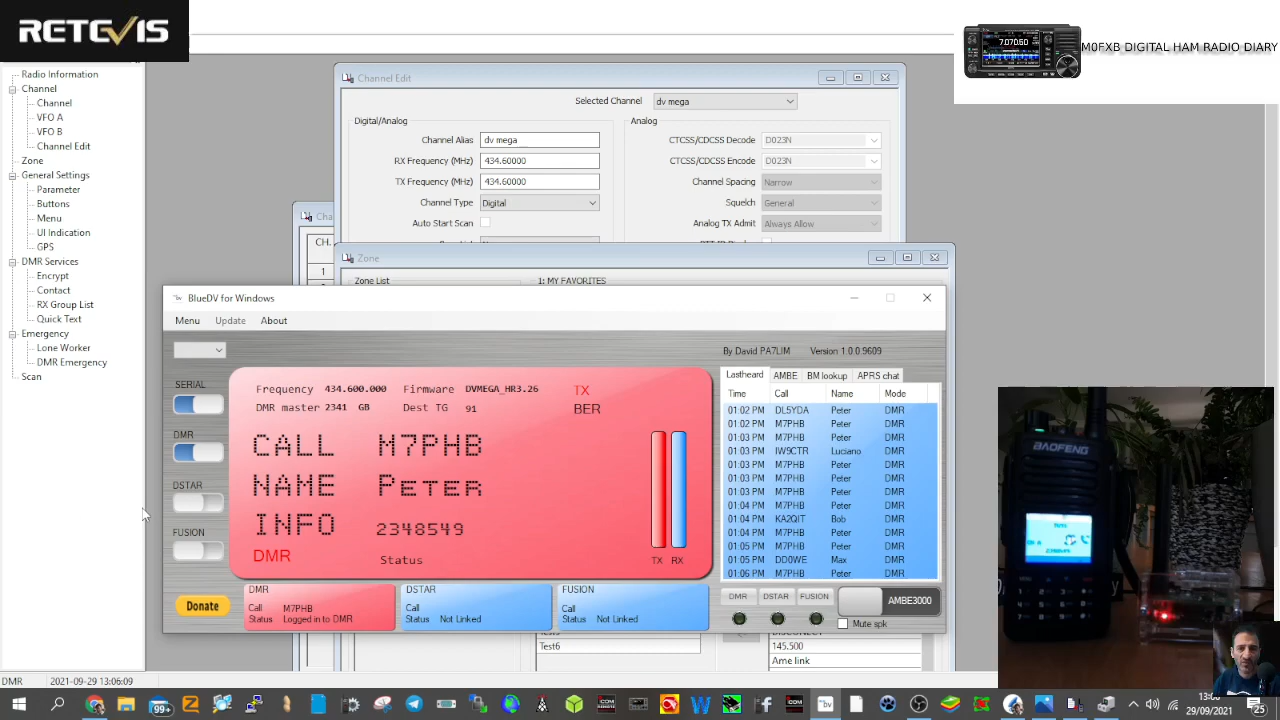 RETEVIS
7.070.50
M0FXB DIGITAL HAM RADIO DIARY
Radio Information
Channel
Channel
VFO A
VFO B
Channel Edit
Zone
General Settings
Parameter
Buttons
Menu
UI Indication
GPS
DMR Services
Encrypt
Contact
RX Group List
Quick Text
Emergency
Lone Worker
DMR Emergency
Scan
Channel Edit
Selected Channel dv mega
Digital/Analog
Channel Alias dv mega
RX Frequency (MHz) 434.60000
TX Frequency (MHz) 434.60000
Channel Type Digital
Auto Start Scan
Analog
CTCSS/CDCSS Decode D023N
CTCSS/CDCSS Encode D023N
Channel Spacing Narrow
Squelch General
Analog TX Admit Always Allow
Cha
CH.
1
Zone
Zone List
1: MY FAVORITES
BlueDV for Windows
Menu Update About
By David PA7LIM Version 1.0.0.9609
SERIAL
DMR
DSTAR
FUSION
Donate
Frequency 434.600.000 Firmware DVMEGA_HR3.26 TX
DMR master 2341 GB Dest TG 91 BER
CALL M7PHB
NAME Peter
INFO 2348549
DMR Status TX RX
DMR
Call M7PHB
Status Logged in to DMR
DSTAR
Call
Status Not Linked
FUSION
Call
Status Not Linked
Lastheard AMBE BM lookup APRS chat
Time Call Name Mode
01:02 PM DL5YDA Peter DMR
01:03 PM M7PHB Peter DMR
01:03 PM M7PHB Peter DMR
01:03 PM IW9CTR Luciano DMR
01:03 PM M7PHB Peter DMR
01:03 PM M7PHB Peter DMR
01:04 PM M7PHB Peter DMR
01:04 PM KA2QIT Bob DMR
01:04 PM M7PHB Peter DMR
01:05 PM DD0WE Max DMR
01:06 PM M7PHB Peter DMR
DMR DSTAR FUSION AMBE3000
Mute spk
Test6
145.500
Ame link
BAOFENG
DMR 2021-09-29 13:06:09
99+
29/09/2021
25